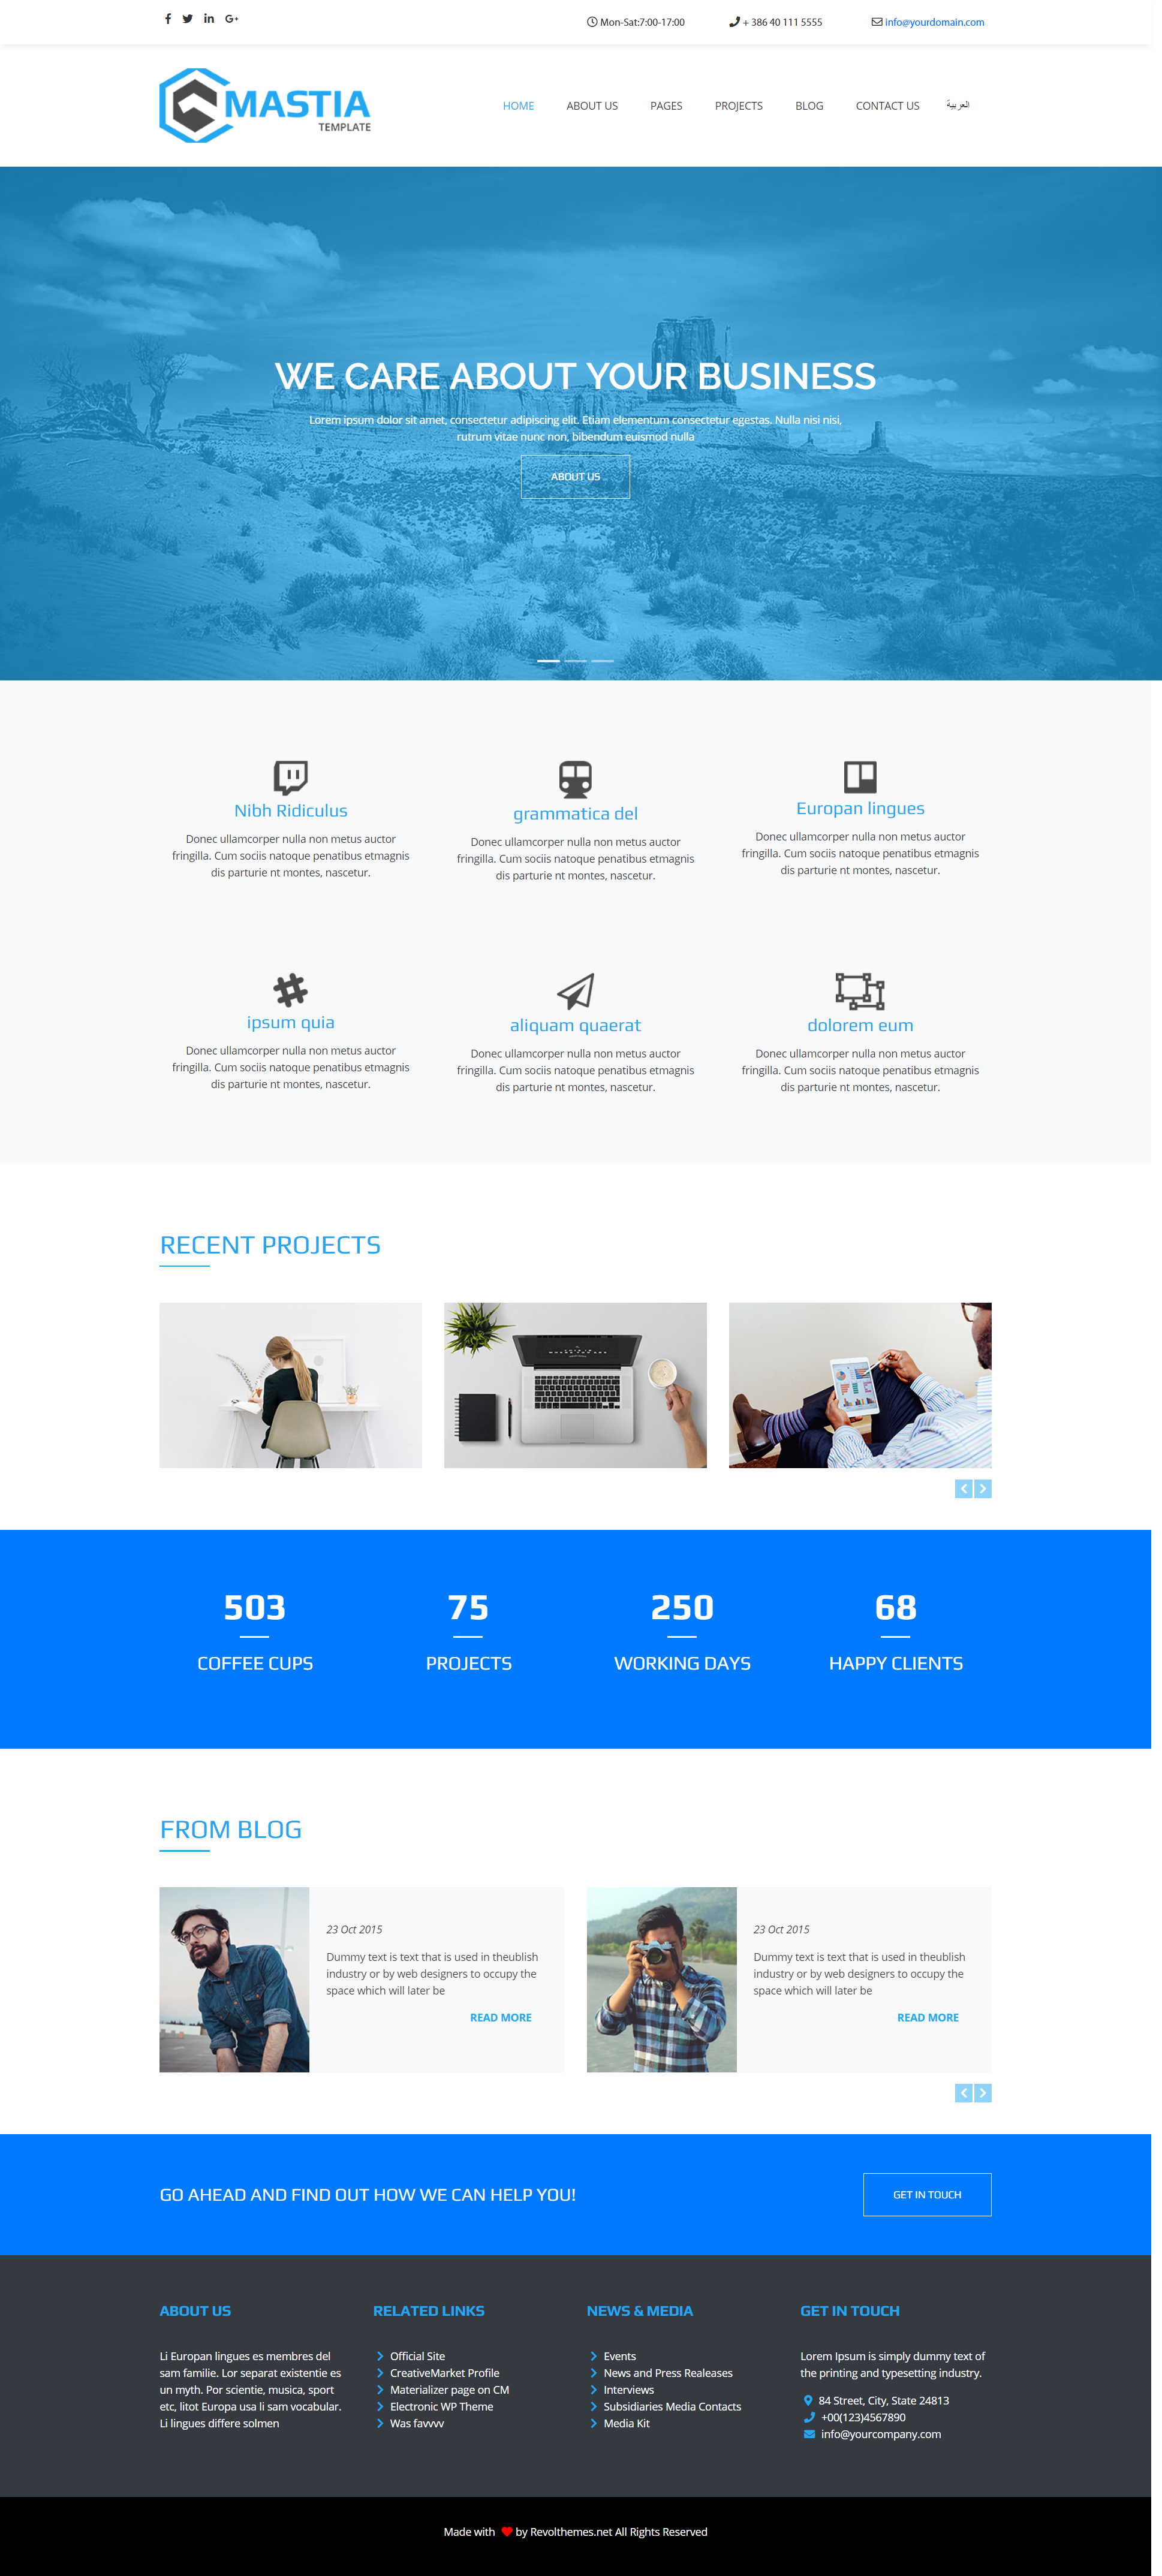 Mon-Sat:7:00-17:00
+ 386 40 111 5555
info@yourdomain.com
MASTIA
TEMPLATE
HOME
ABOUT US
PAGES
PROJECTS
BLOG
CONTACT US
العربية
WE CARE ABOUT YOUR BUSINESS
Lorem ipsum dolor sit amet, consectetur adipiscing elit. Etiam elementum consectetur egestas. Nulla nisi nisi,
rutrum vitae nunc non, bibendum euismod nulla
ABOUT US
Nibh Ridiculus
Donec ullamcorper nulla non metus auctor
fringilla. Cum sociis natoque penatibus etmagnis
dis parturie nt montes, nascetur.
grammatica del
Donec ullamcorper nulla non metus auctor
fringilla. Cum sociis natoque penatibus etmagnis
dis parturie nt montes, nascetur.
Europan lingues
Donec ullamcorper nulla non metus auctor
fringilla. Cum sociis natoque penatibus etmagnis
dis parturie nt montes, nascetur.
ipsum quia
Donec ullamcorper nulla non metus auctor
fringilla. Cum sociis natoque penatibus etmagnis
dis parturie nt montes, nascetur.
aliquam quaerat
Donec ullamcorper nulla non metus auctor
fringilla. Cum sociis natoque penatibus etmagnis
dis parturie nt montes, nascetur.
dolorem eum
Donec ullamcorper nulla non metus auctor
fringilla. Cum sociis natoque penatibus etmagnis
dis parturie nt montes, nascetur.
RECENT PROJECTS
503
COFFEE CUPS
75
PROJECTS
250
WORKING DAYS
68
HAPPY CLIENTS
FROM BLOG
23 Oct 2015
Dummy text is text that is used in theublish
industry or by web designers to occupy the
space which will later be
READ MORE
23 Oct 2015
Dummy text is text that is used in theublish
industry or by web designers to occupy the
space which will later be
READ MORE
GO AHEAD AND FIND OUT HOW WE CAN HELP YOU!
GET IN TOUCH
ABOUT US
Li Europan lingues es membres del
sam familie. Lor separat existentie es
un myth. Por scientie, musica, sport
etc, litot Europa usa li sam vocabular.
Li lingues differe solmen
RELATED LINKS
Official Site
CreativeMarket Profile
Materializer page on CM
Electronic WP Theme
Was favvvv
NEWS & MEDIA
Events
News and Press Realeases
Interviews
Subsidiaries Media Contacts
Media Kit
GET IN TOUCH
Lorem Ipsum is simply dummy text of
the printing and typesetting industry.
84 Street, City, State 24813
+00(123)4567890
info@yourcompany.com
Made with by Revolthemes.net All Rights Reserved